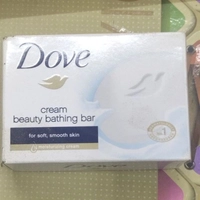 Dove
cream
beauty bathing bar
for soft, smooth skin